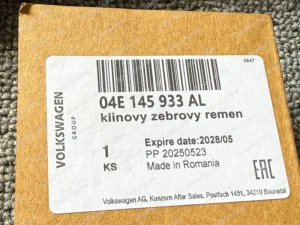 3847
VOLKSWAGEN
GROUP
04E 145 933 AL
klinovy zebrovy remen
1
KS
Expire date:2028/05
PP 20250523
Made in Romania
EAC
Volkswagen AG, Konzern After Sales, Postfach 1451, 34219 Baunatal